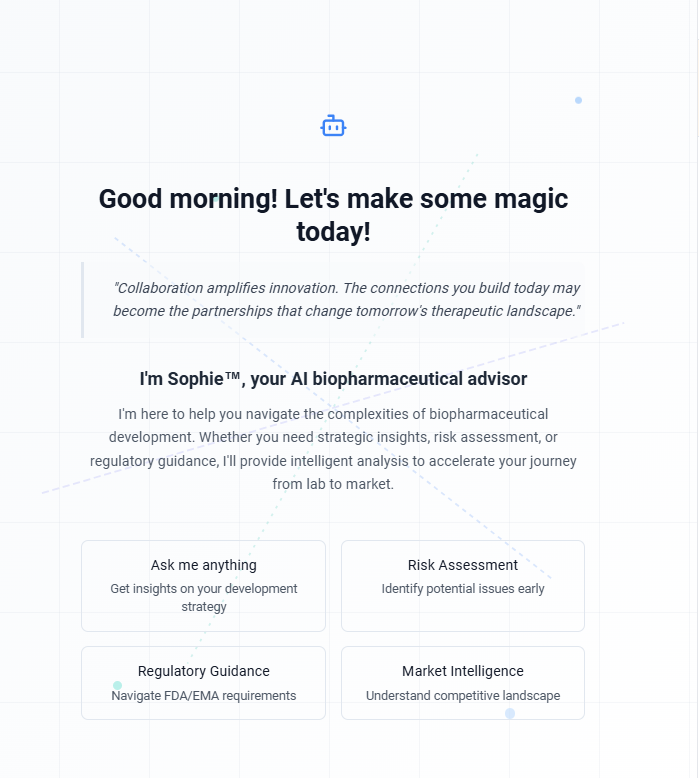 Good morning! Let's make some magic
today!
"Collaboration amplifies innovation. The connections you build today may
become the partnerships that change tomorrow's therapeutic landscape."
I'm Sophie™, your AI biopharmaceutical advisor
I'm here to help you navigate the complexities of biopharmaceutical
development. Whether you need strategic insights, risk assessment, or
regulatory guidance, I'll provide intelligent analysis to accelerate your journey
from lab to market.
Ask me anything
Get insights on your development
strategy
Risk Assessment
Identify potential issues early
Regulatory Guidance
Navigate FDA/EMA requirements
Market Intelligence
Understand competitive landscape